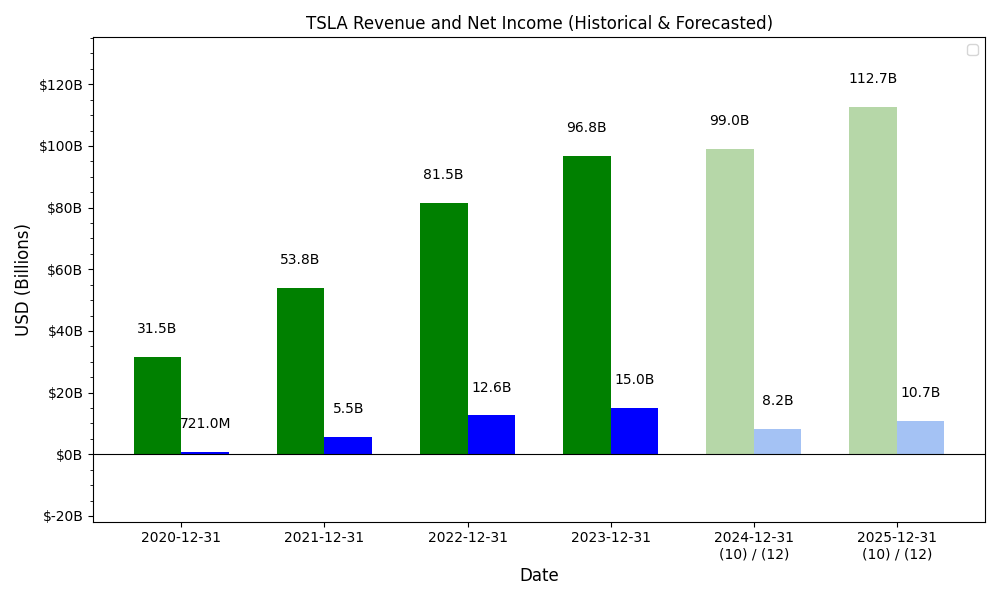 TSLA Revenue and Net Income (Historical & Forecasted)
USD (Billions)
$120B
$100B
$80B
$60B
$40B
$20B
$0B
$-20B
31.5B
721.0M
53.8B
5.5B
81.5B
12.6B
96.8B
15.0B
99.0B
8.2B
112.7B
10.7B
2020-12-31
2021-12-31
2022-12-31
2023-12-31
2024-12-31
(10) / (12)
2025-12-31
(10) / (12)
Date